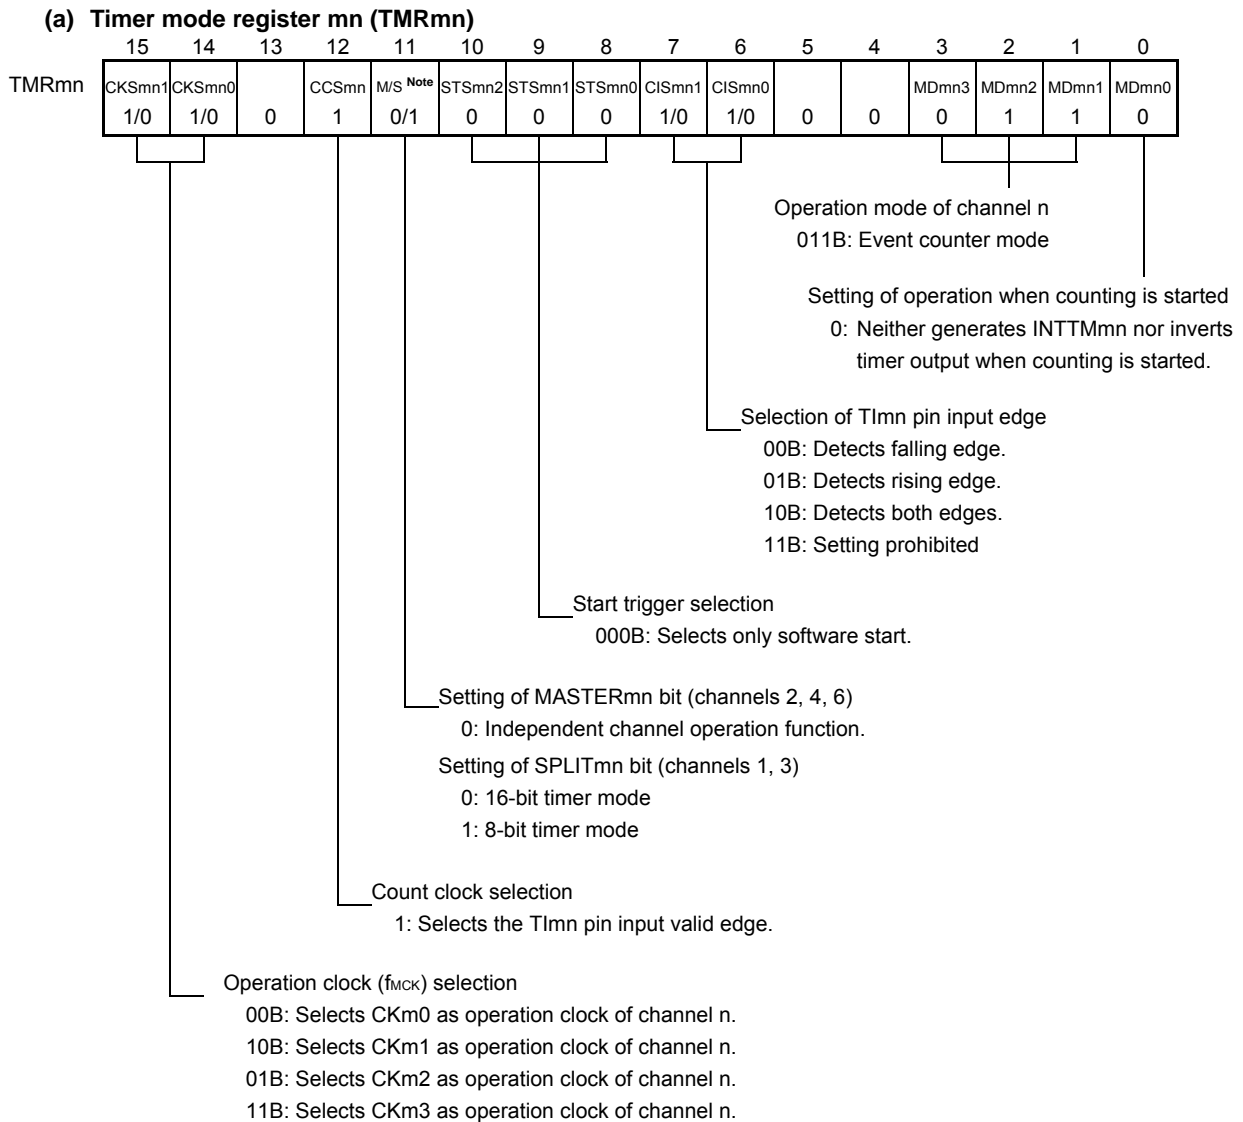 (a) Timer mode register mn (TMRmn)
15 14 13 12 11 10 9 8 7 6 5 4 3 2 1 0
TMRmn CKSmn1 CKSmn0 CCSmn M/S Note STSmn2 STSmn1 STSmn0 CISmn1 CISmn0 MDmn3 MDmn2 MDmn1 MDmn0
1/0 1/0 0 1 0/1 0 0 0 1/0 1/0 0 0 0 1 1 0
Operation mode of channel n
011B: Event counter mode
Setting of operation when counting is started
0: Neither generates INTTMmn nor inverts
timer output when counting is started.
Selection of TImn pin input edge
00B: Detects falling edge.
01B: Detects rising edge.
10B: Detects both edges.
11B: Setting prohibited
Start trigger selection
000B: Selects only software start.
Setting of MASTERmn bit (channels 2, 4, 6)
0: Independent channel operation function.
Setting of SPLITmn bit (channels 1, 3)
0: 16-bit timer mode
1: 8-bit timer mode
Count clock selection
1: Selects the TImn pin input valid edge.
Operation clock (fMCK) selection
00B: Selects CKm0 as operation clock of channel n.
10B: Selects CKm1 as operation clock of channel n.
01B: Selects CKm2 as operation clock of channel n.
11B: Selects CKm3 as operation clock of channel n.